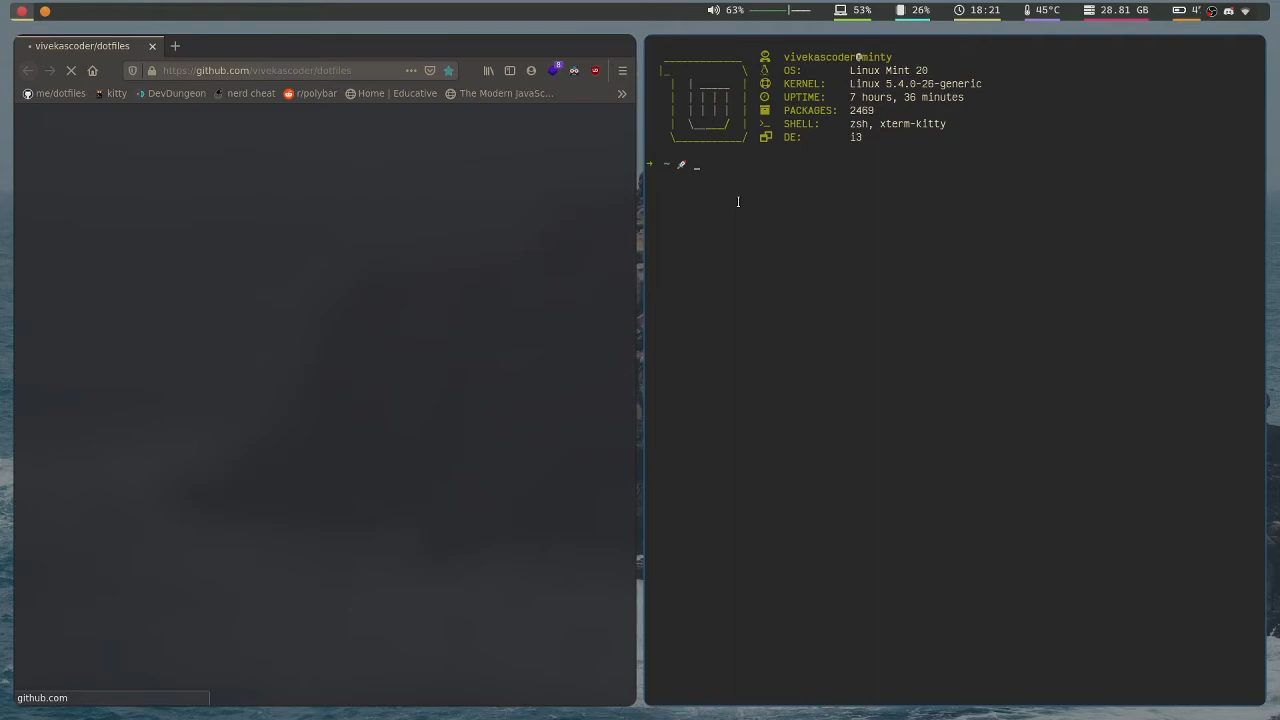 63% 53% 26% 18:21 45°C 28.81 GB
vivekascoder/dotfiles
https://github.com/vivekascoder/dotfiles
8
me/dotfiles kitty DevDungeon nerd cheat r/polybar Home | Educative The Modern JavaSc...
github.com
vivekascoder@minty
OS: Linux Mint 20
KERNEL: Linux 5.4.0-26-generic
UPTIME: 7 hours, 36 minutes
PACKAGES: 2469
SHELL: zsh, xterm-kitty
DE: i3
~